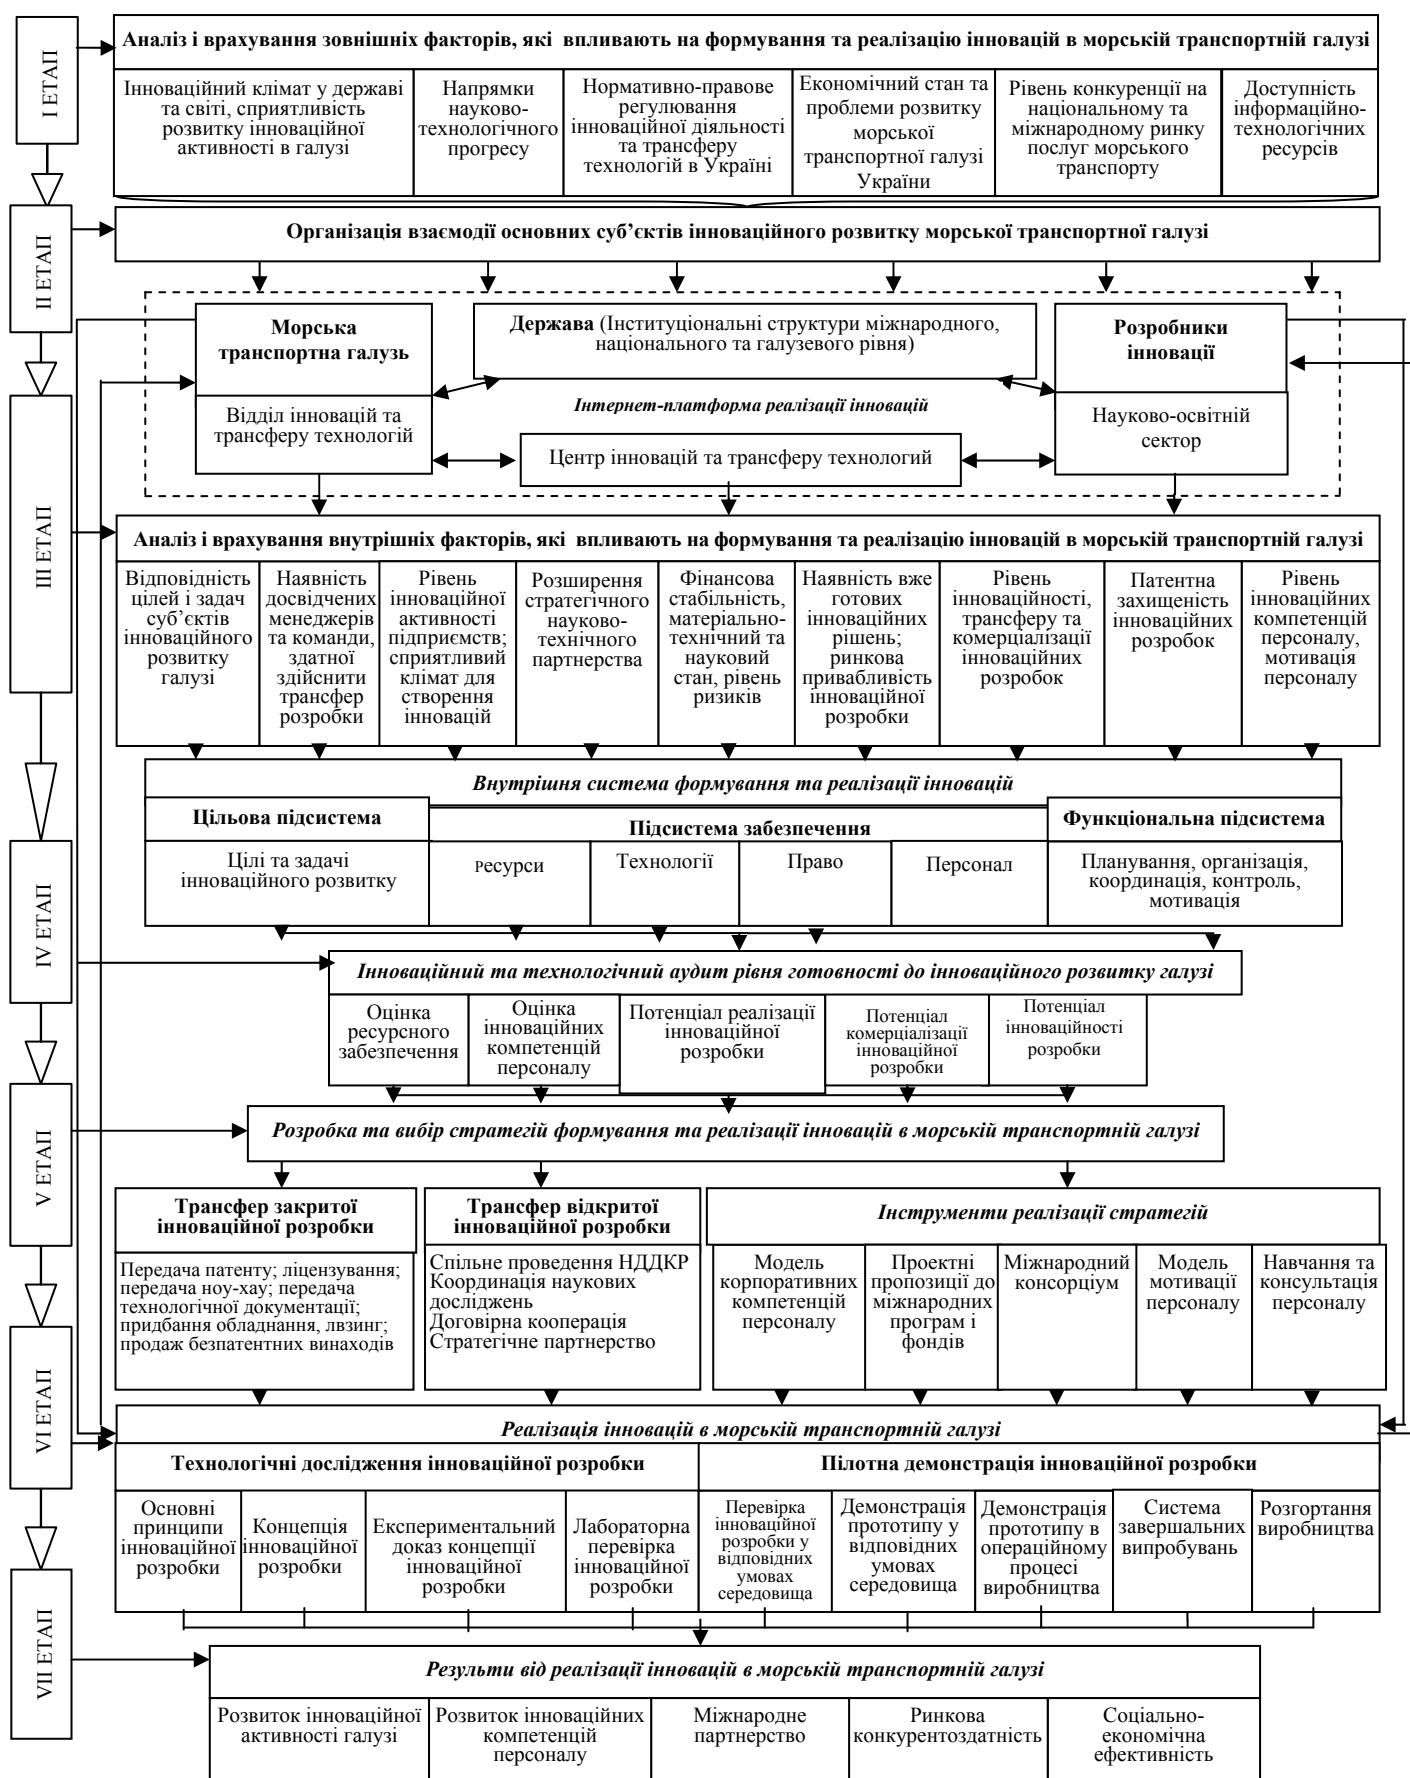 I ЕТАП
Аналіз і врахування зовнішніх факторів, які впливають на формування та реалізацію інновацій в морській транспортній галузі
Інноваційний клімат у державі
та світі, сприятливість
розвитку інноваційної
активності в галузі
Напрямки
науково-
технологічного
прогресу
Нормативно-правове
регулювання
інноваційної діяльності
та трансферу
технологій в Україні
Економічний стан та
проблеми розвитку
морської
транспортної галузі
України
Рівень конкуренції на
національному та
міжнародному ринку
послуг морського
транспорту
Доступність
інформаційно-
технологічних
ресурсів
II ЕТАП
Організація взаємодії основних суб’єктів інноваційного розвитку морської транспортної галузі
Морська
транспортна галузь
Відділ інновацій та
трансферу технологій
Держава (Інституціональні структури міжнародного,
національного та галузевого рівня)
Інтернет-платформа реалізації інновацій
Центр інновацій та трансферу технологий
Розробники
інновації
Науково-освітній
сектор
III ЕТАП
Аналіз і врахування внутрішніх факторів, які впливають на формування та реалізацію інновацій в морській транспортній галузі
Відповідність
цілей і задач
суб’єктів
інноваційного
розвитку
галузі
Наявність
досвідчених
менеджерів
та команди,
здатної
здійснити
трансфер
розробки
Рівень
інноваційної
активності
підприємств;
сприятливий
клімат для
створення
інновацій
Розширення
стратегічного
науково-
технічного
партнерства
Фінансова
стабільність,
матеріально-
технічний та
науковий
стан, рівень
ризиків
Наявність вже
готових
інноваційних
рішень;
ринкова
привабливість
інноваційної
розробки
Рівень
інноваційності,
трансферу та
комерціалізації
інноваційних
розробок
Патентна
захищеність
інноваційних
розробок
Рівень
інноваційних
компетенцій
персоналу,
мотивація
персоналу
Внутрішня система формування та реалізації інновацій
Цільова підсистема
Підсистема забезпечення
Функціональна підсистема
Цілі та задачі
інноваційного розвитку
Ресурси
Технології
Право
Персонал
Планування, організація,
координація, контроль,
мотивація
IV ЕТАП
Інноваційний та технологічний аудит рівня готовності до інноваційного розвитку галузі
Оцінка
ресурсного
забезпечення
Оцінка
інноваційних
компетенцій
персоналу
Потенціал реалізації
інноваційної
розробки
Потенціал
комерціалізації
інноваційної
розробки
Потенціал
інноваційності
розробки
V ЕТАП
Розробка та вибір стратегій формування та реалізації інновацій в морській транспортній галузі
Трансфер закритої
інноваційної розробки
Передача патенту; ліцензування;
передача ноу-хау; передача
технологічної документації;
придбання обладнання, лвзинг;
продаж безпатентних винаходів
Трансфер відкритої
інноваційної розробки
Спільне проведення НДДКР
Координація наукових
досліджень
Договірна кооперація
Стратегічне партнерство
Інструменти реалізації стратегій
Модель
корпоративних
компетенцій
персоналу
Проектні
пропозиції до
міжнародних
програм і
фондів
Міжнародний
консорціум
Модель
мотивації
персоналу
Навчання та
консультація
персоналу
VI ЕТАП
Реалізація інновацій в морській транспортній галузі
Технологічні дослідження інноваційної розробки
Пілотна демонстрація інноваційної розробки
Основні
принципи
інноваційної
розробки
Концепція
інноваційної
розробки
Експериментальний
доказ концепції
інноваційної
розробки
Лабораторна
перевірка
інноваційної
розробки
Перевірка
інноваційної
розробки у
відповідних
умовах
середовища
Демонстрація
прототипу у
відповідних
умовах
середовища
Демонстрація
прототипу в
операційному
процесі
виробництва
Система
завершальних
випробувань
Розгортання
виробництва
VII ЕТАП
Результи від реалізації інновацій в морській транспортній галузі
Розвиток інноваційної
активності галузі
Розвиток інноваційних
компетенцій
персоналу
Міжнародне
партнерство
Ринкова
конкурентоздатність
Соціально-
економічна
ефективність